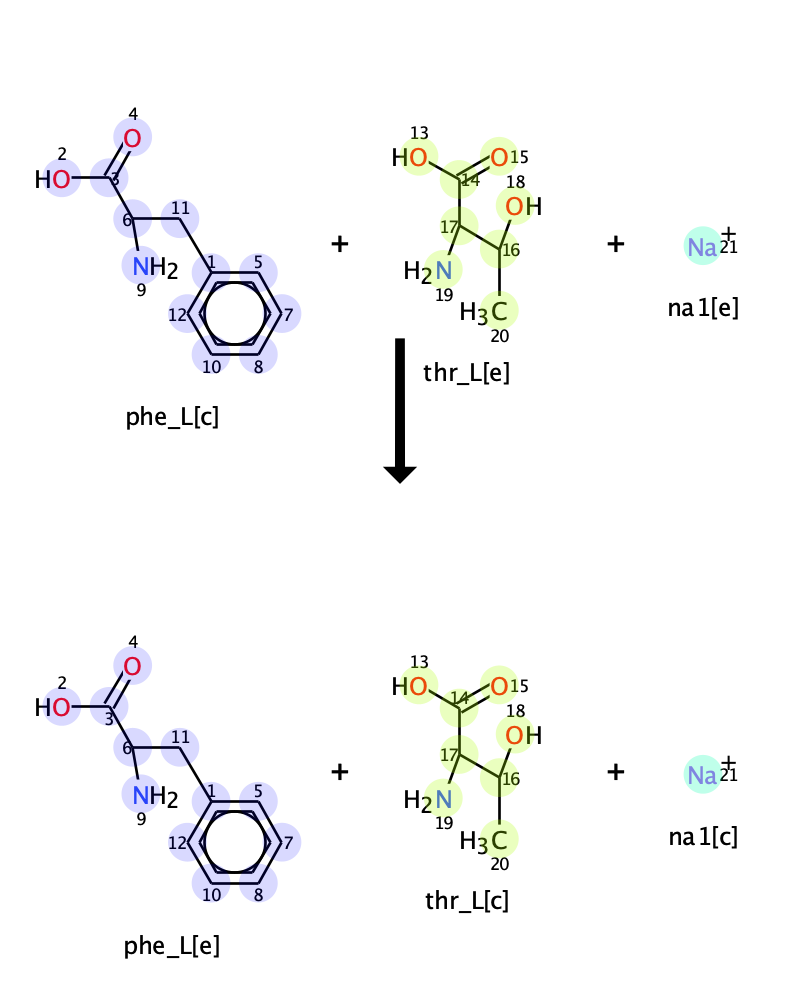 4
2
HO
O
3
6
11
NH2
9
1
5
12
7
10
8
phe_L[c]
+
13
HO
O
15
14
18
OH
17
16
H2N
19
H3C
20
thr_L[e]
+
Na+
21
na1[e]
4
2
HO
O
3
6
11
NH2
9
1
5
12
7
10
8
phe_L[e]
+
13
HO
O
15
14
18
OH
17
16
H2N
19
H3C
20
thr_L[c]
+
Na+
21
na1[c]